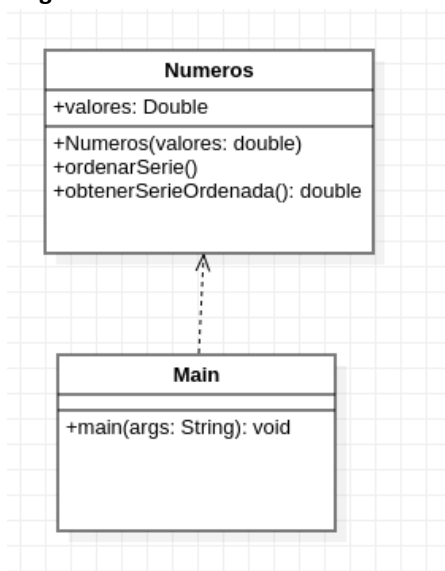 Numeros
+valores: Double
+Numeros(valores: double)
+ordenarSerie()
+obtenerSerieOrdenada(): double
Main
+main(args: String): void